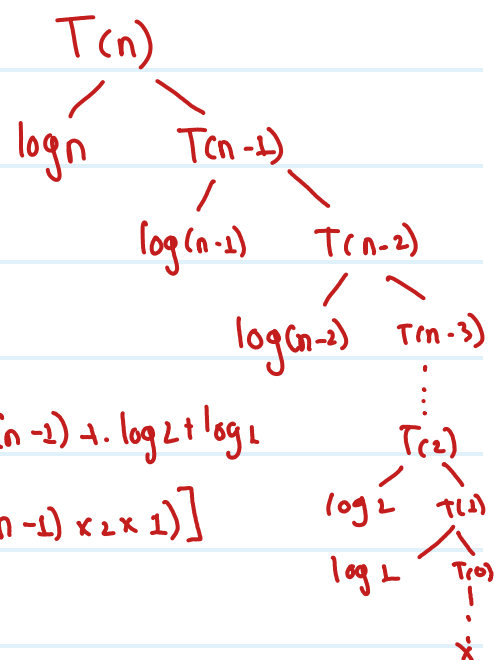 T(n)
log n T(n-1)
log(n-1) T(n-2)
log(n-2) T(n-3)
n-1) + . log 2 + log 1
T(2)
log 2 T(1)
n-1) x 2 x 1)]
log 1 T(0)
x